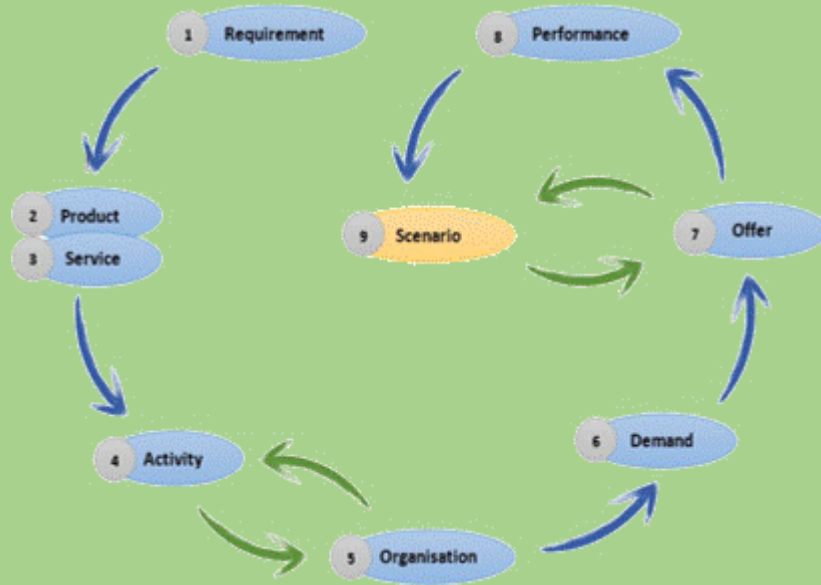 1 Requirement
2 Product
3 Service
4 Activity
5 Organisation
6 Demand
7 Offer
8 Performance
9 Scenario